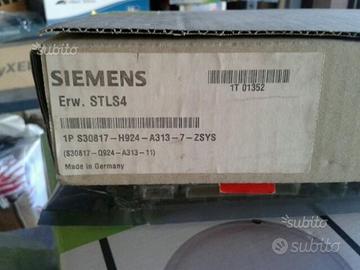 SIEMENS
Erw. STLS4
1T 01352
1P S30817-H924-A313-7-ZSYS
(S30817-Q924-A313-11)
Made in Germany
subito
subito
subito